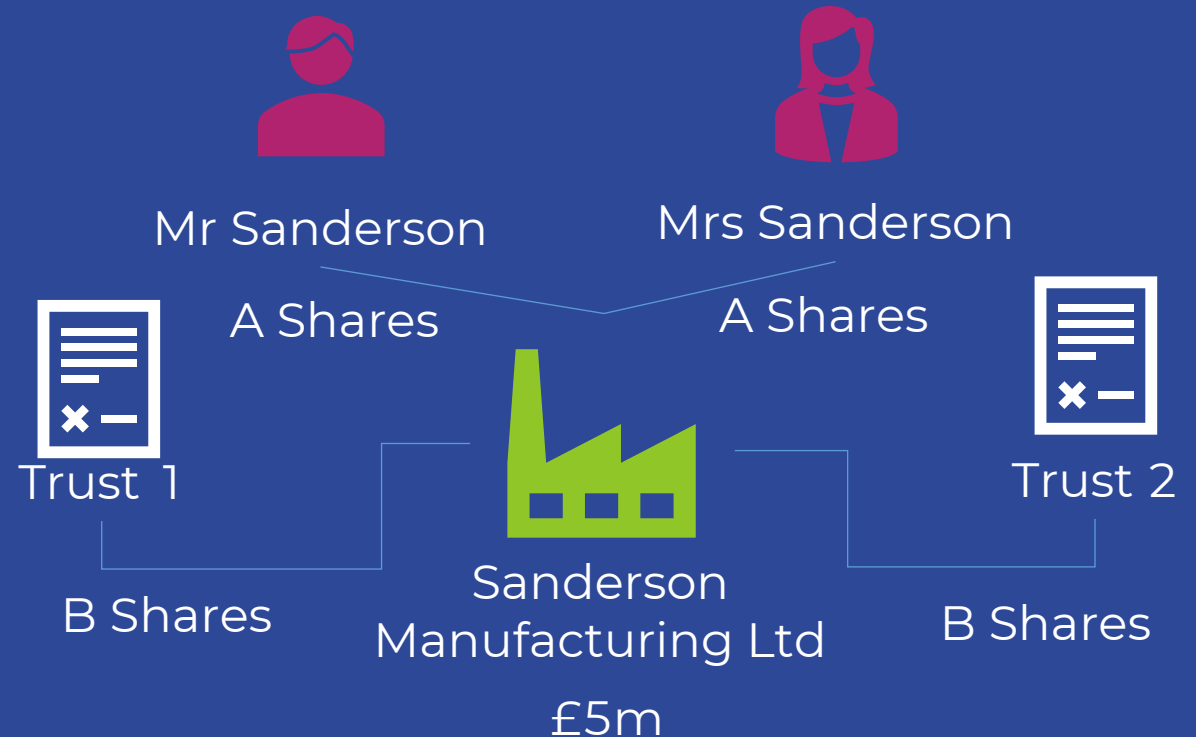 Mr Sanderson
Mrs Sanderson
A Shares
A Shares
Trust 1
Trust 2
Sanderson
Manufacturing Ltd
£5m
B Shares
B Shares